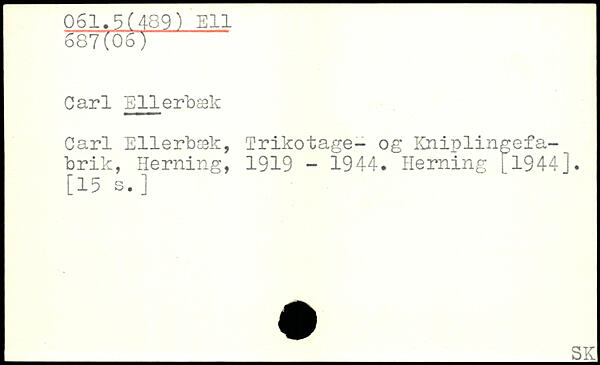 061.5(489) Ell
687(06)
Carl Ellerbæk
Carl Ellerbæk, Trikotage- og Kniplingefa-
brik, Herning, 1919 - 1944. Herning [1944].
[15 s.]
SK